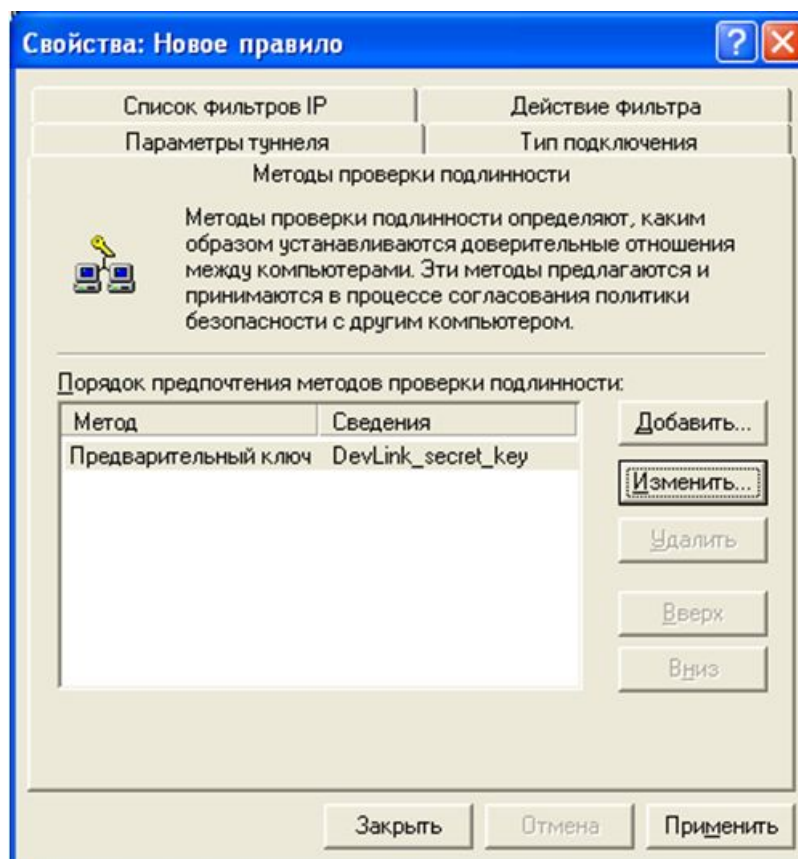 Свойства: Новое правило
Список фильтров IP
Действие фильтра
Параметры туннеля
Тип подключения
Методы проверки подлинности
Методы проверки подлинности определяют, каким
образом устанавливаются доверительные отношения
между компьютерами. Эти методы предлагаются и
принимаются в процессе согласования политики
безопасности с другим компьютером.
Порядок предпочтения методов проверки подлинности:
Метод
Сведения
Предварительный ключ
DevLink_secret_key
Добавить...
Изменить...
Удалить
Вверх
Вниз
Закрыть
Отмена
Применить